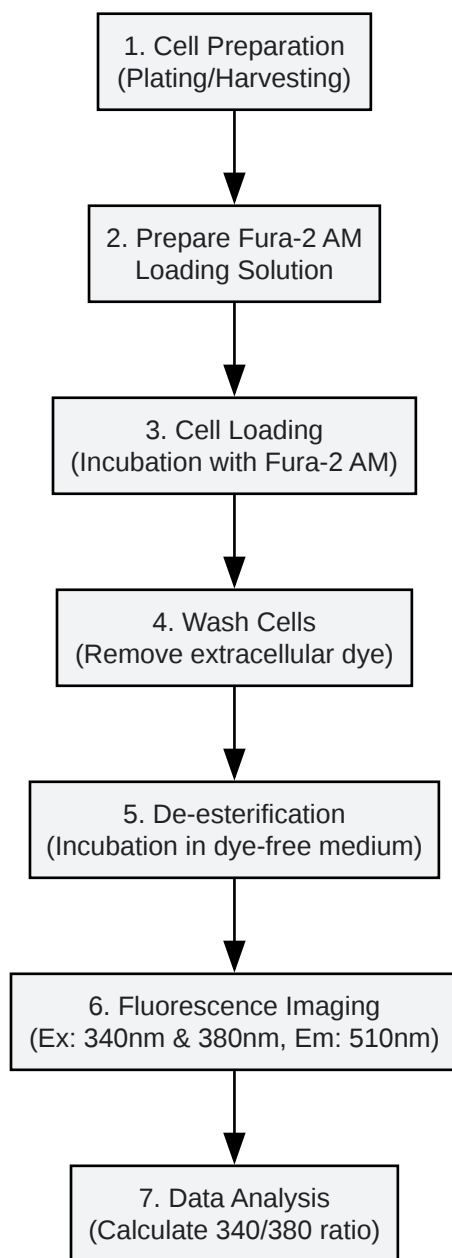 1. Cell Preparation
(Plating/Harvesting)
2. Prepare Fura-2 AM
Loading Solution
3. Cell Loading
(Incubation with Fura-2 AM)
4. Wash Cells
(Remove extracellular dye)
5. De-esterification
(Incubation in dye-free medium)
6. Fluorescence Imaging
(Ex: 340nm & 380nm, Em: 510nm)
7. Data Analysis
(Calculate 340/380 ratio)